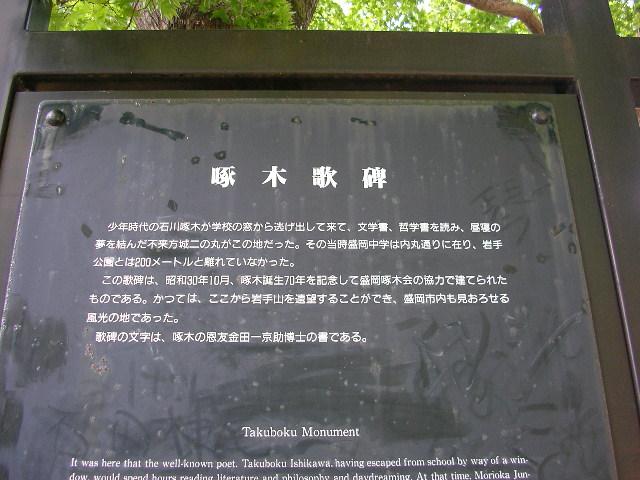 啄木歌碑
少年時代の石川啄木が学校の窓から逃げ出して来て、文学書、哲学書を読み、昼寝の
夢を結んだ不来方城二の丸がこの地だった。その当時盛岡中学は内丸通りに在り、岩手
公園とは200メートルと離れていなかった。
この歌碑は、昭和30年10月、啄木誕生70年を記念して盛岡啄木会の協力で建てられた
ものである。かつては、ここから岩手山を遠望することができ、盛岡市内も見おろせる
風光の地であった。
歌碑の文字は、啄木の恩友金田一京助博士の書である。
Takuboku Monument
It was here that the well-known poet. Takuboku Ishikawa, having escaped from school by way of a win-
dow, would spend hours reading literature and philosophy and daydreaming. At that time, Morioka Jun-